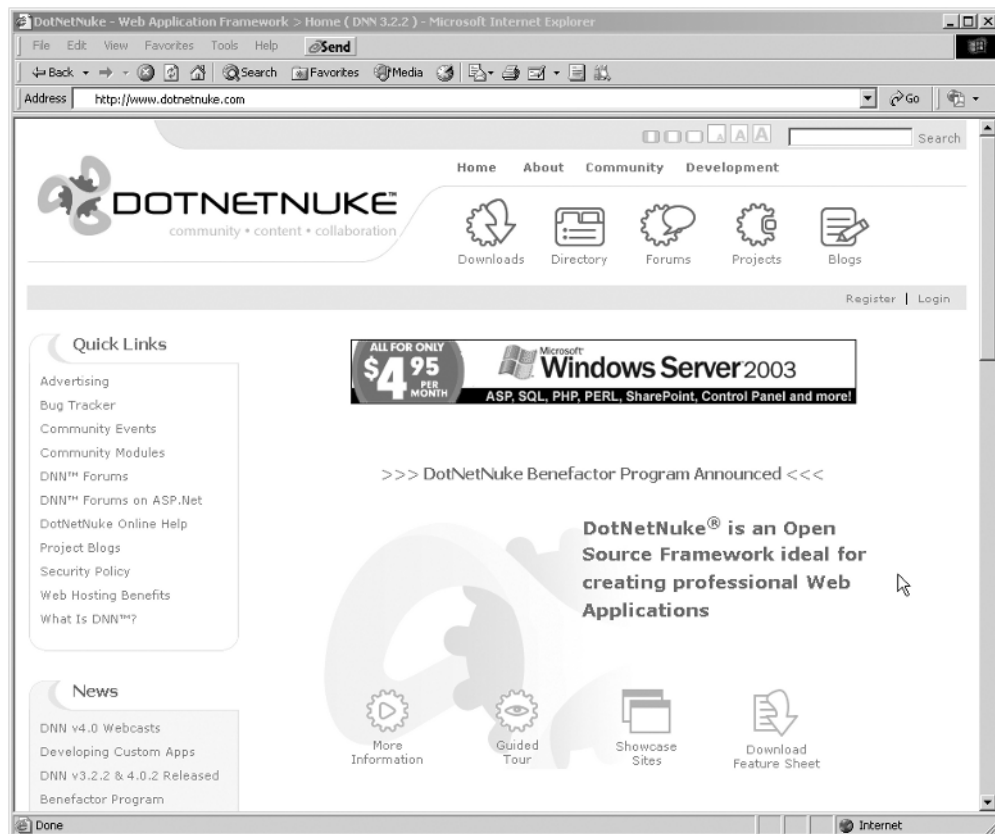 DotNetNuke - Web Application Framework > Home ( DNN 3.2.2 ) - Microsoft Internet Explorer
File Edit View Favorites Tools Help Send
Back Search Favorites Media
Address http://www.dotnetnuke.com Go
A A A Search
Home About Community Development
DOTNETNUKE™
community • content • collaboration
Downloads Directory Forums Projects Blogs
Register | Login
Quick Links
Advertising
Bug Tracker
Community Events
Community Modules
DNN™ Forums
DNN™ Forums on ASP.Net
DotNetNuke Online Help
Project Blogs
Security Policy
Web Hosting Benefits
What Is DNN™?
News
DNN v4.0 Webcasts
Developing Custom Apps
DNN v3.2.2 & 4.0.2 Released
Benefactor Program
ALL FOR ONLY
$4 95
PER
MONTH
Microsoft
Windows Server 2003
ASP, SQL, PHP, PERL, SharePoint, Control Panel and more!
>>> DotNetNuke Benefactor Program Announced <<<
DotNetNuke® is an Open
Source Framework ideal for
creating professional Web
Applications
More
Information
Guided
Tour
Showcase
Sites
Download
Feature Sheet
Done Internet